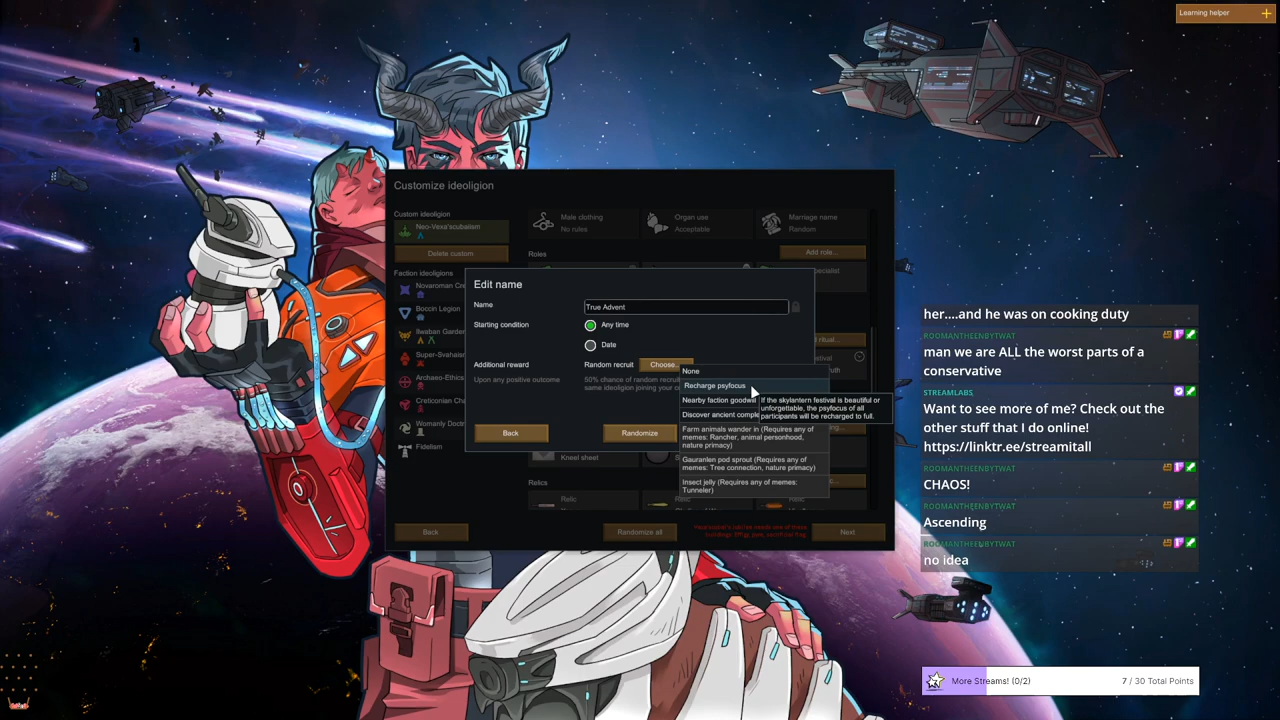 Learning helper
Customize ideoligion
Custom ideoligion
Neo-Vexa'scubalism
Delete custom
Faction ideoligions
Novaroman
Boccin Legion
Iwaban Garden
Super-Svahaism
Archaeo-Ethics
Creticonian
Womanly Doct
Fidelism
Male clothing
No rules
Organ use
Acceptable
Marriage name
Random
Add role...
Roles
Edit name
Name
True Advent
Starting condition
Any time
Date
Additional reward
Random recruit
Choose...
Upon any positive outcome
50% chance of random recruit
same ideoligion joining your co
Back
Randomize
None
Recharge psyfocus
Nearby faction goodwill
Discover ancient comple
Farm animals wander in (Requires any of
memes: Rancher, animal personhood,
nature primacy)
Gauranlen pod sprout (Requires any of
memes: Tree connection, nature primacy)
Insect jelly (Requires any of memes:
Tunneler)
If the skylantern festival is beautiful or
unforgettable, the psyfocus of all
participants will be recharged to full.
Kneel sheet
Relics
Relic
Relic
Relic
Back
Randomize all
Next
her....and he was on cooking duty
ROOMANTHEENBYTWAT
man we are ALL the worst parts of a
conservative
STREAMLABS
Want to see more of me? Check out the
other stuff that I do online!
https://linktr.ee/streamitall
ROOMANTHEENBYTWAT
CHAOS!
ROOMANTHEENBYTWAT
Ascending
ROOMANTHEENBYTWAT
no idea
More Streams! (0/2)
7 / 30 Total Points